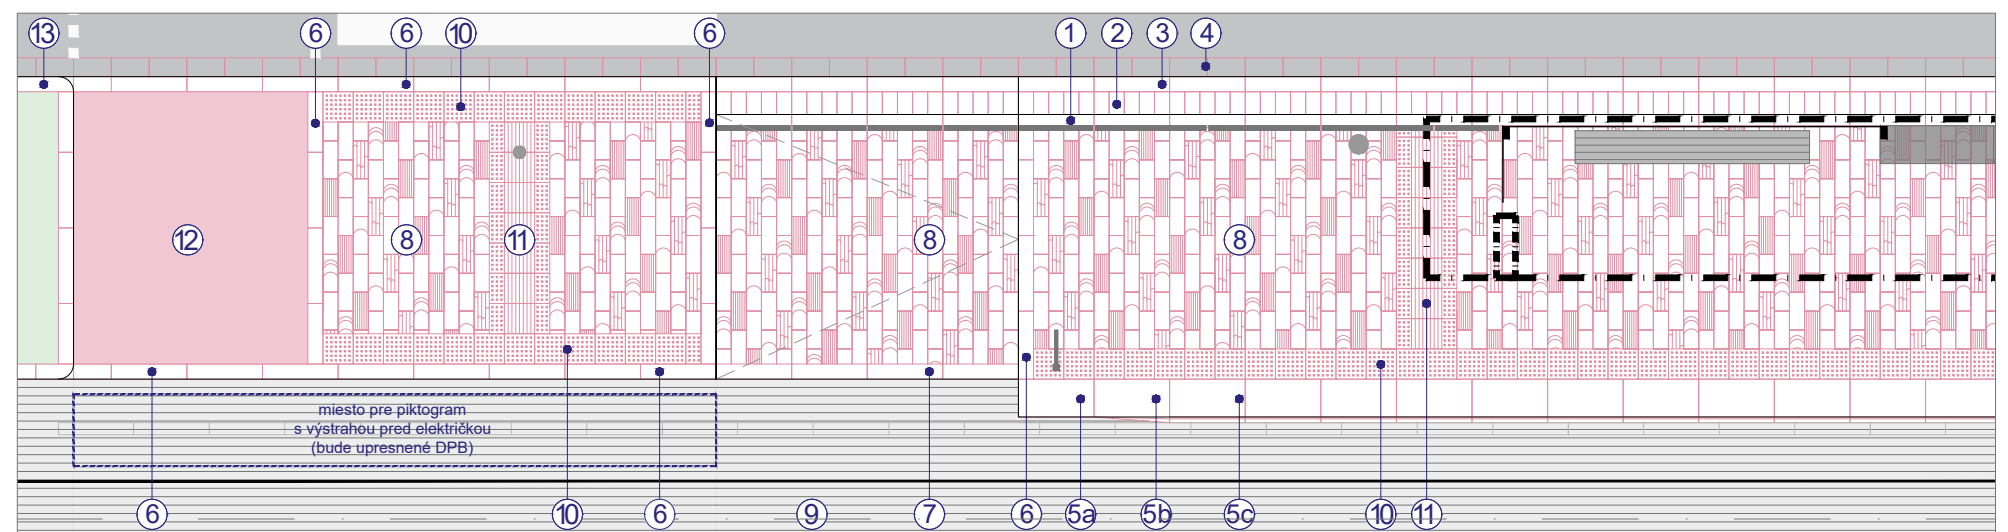 13 6 6 10 6 1 2 3 4
12 8 11 8 8
miesto pre piktogram
s výstrahou pred električkou
(bude upresnené DPB)
6 10 6 9 7 6 5a 5b 5c 10 11